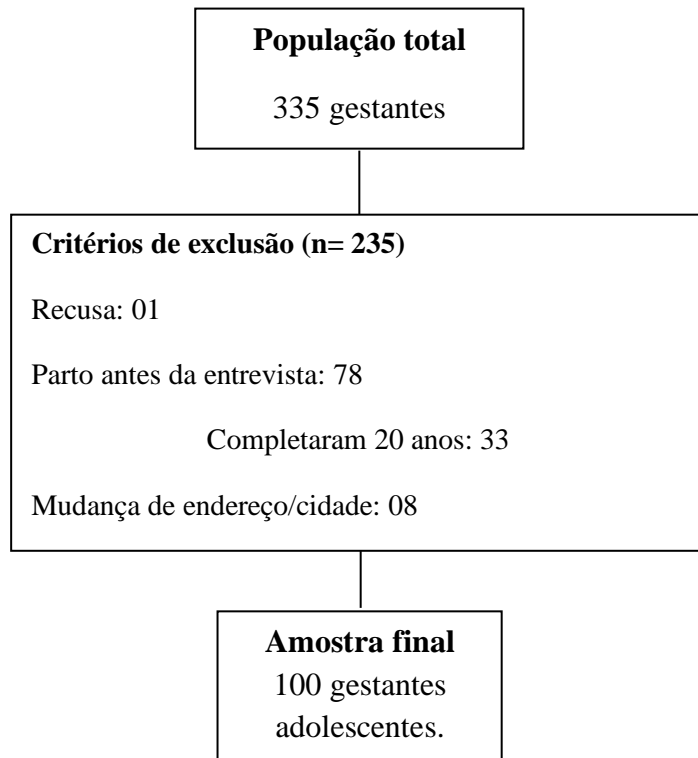 População total
335 gestantes
Critérios de exclusão (n= 235)
Recusa: 01
Parto antes da entrevista: 78
Completaram 20 anos: 33
Mudança de endereço/cidade: 08
Amostra final
100 gestantes
adolescentes.